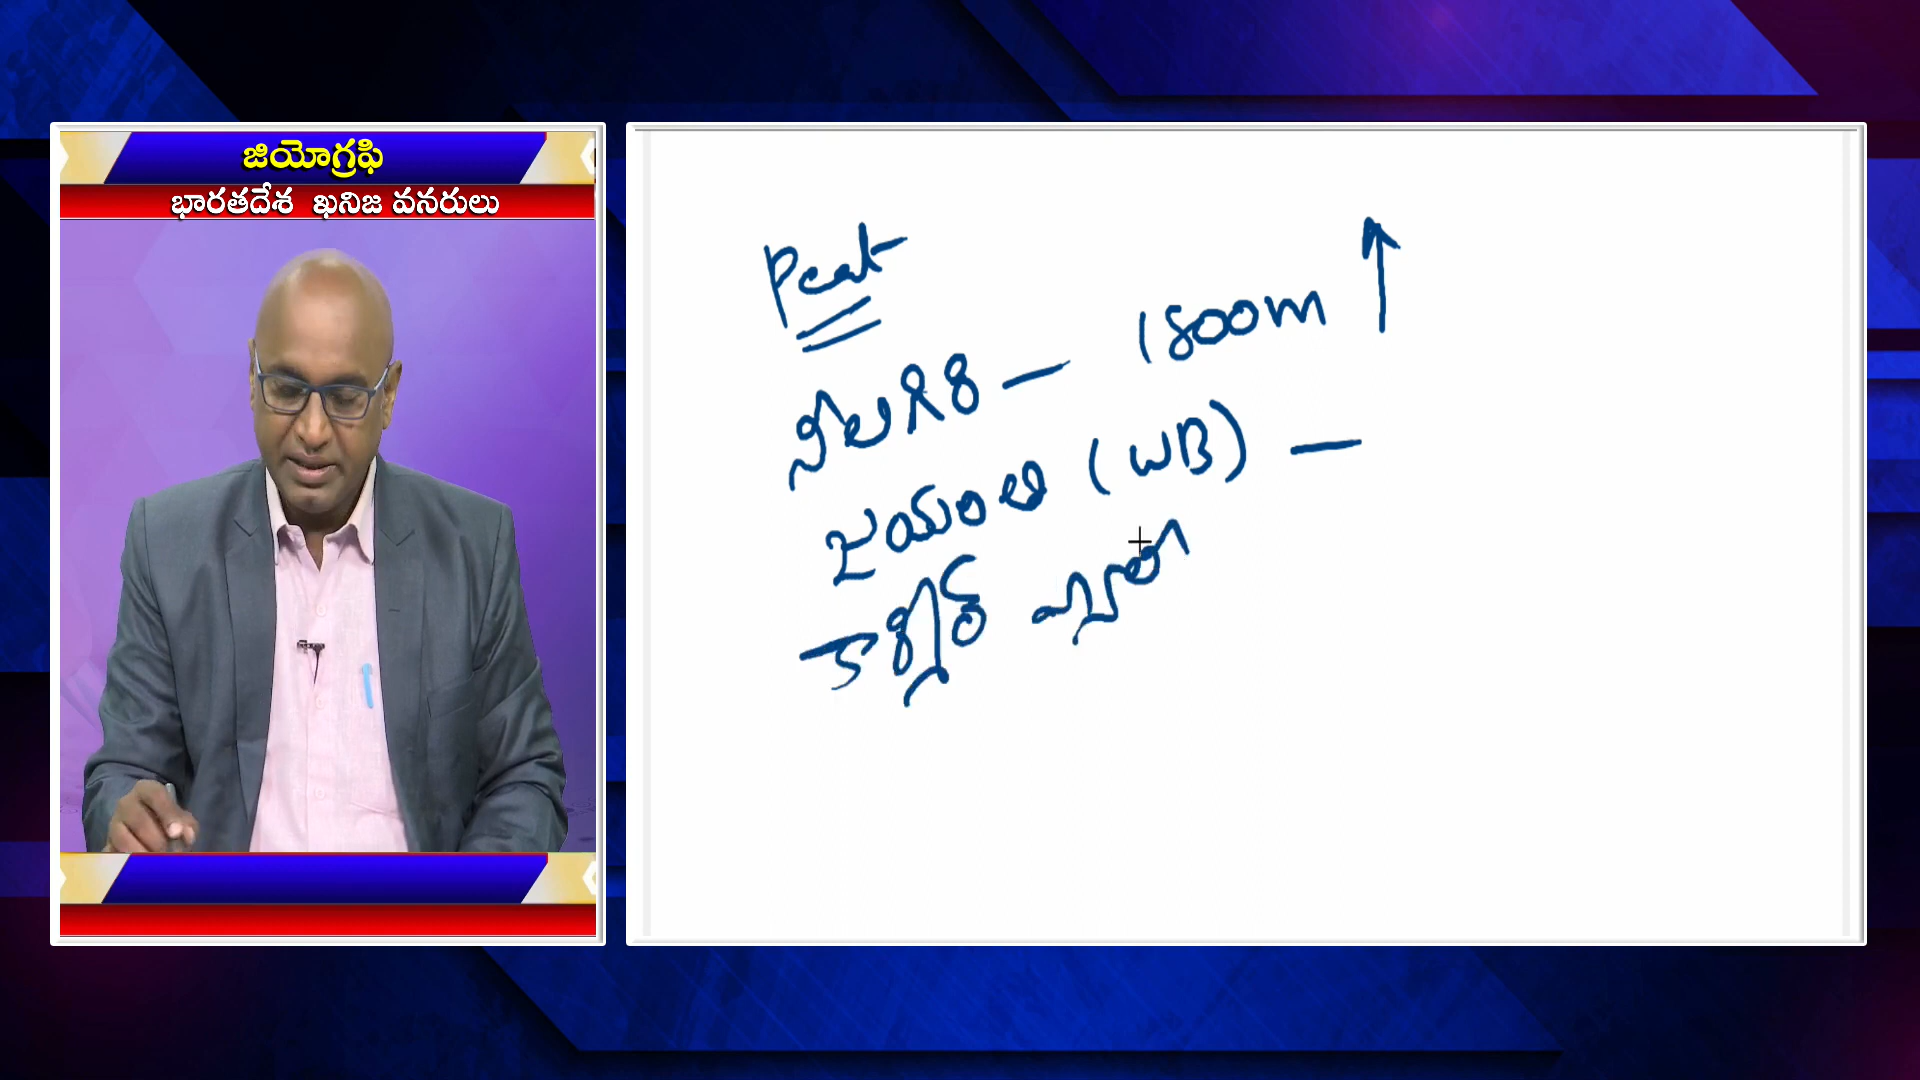 జియోగ్రఫి
భారతదేశ ఖనిజ వనరులు
Peat
నీలగిరి - 1800m ↑
జయంతి (WB) -
కాశ్మీర్